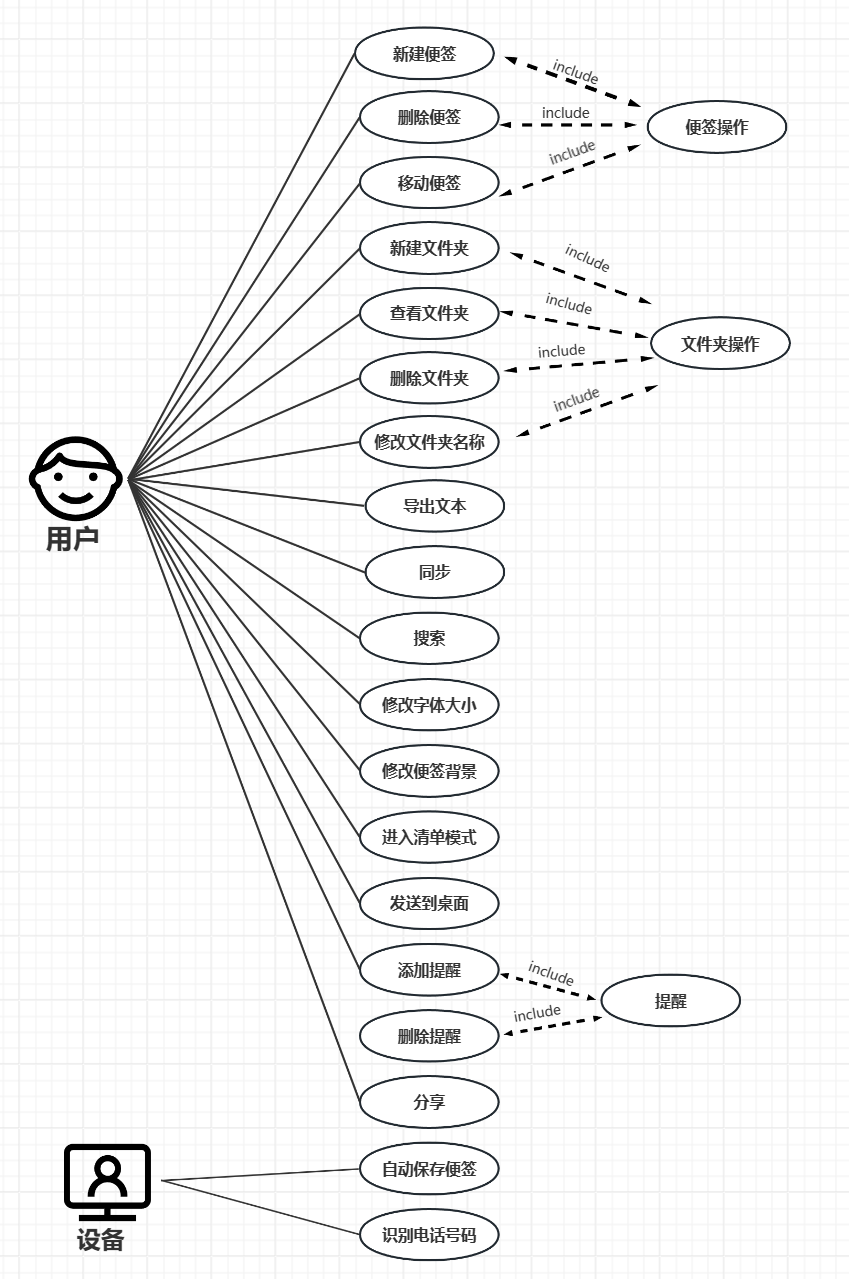 新建便签
include
删除便签
include
便签操作
include
移动便签
新建文件夹
include
查看文件夹
include
文件夹操作
include
删除文件夹
include
修改文件夹名称
导出文本
用户
同步
搜索
修改字体大小
修改便签背景
进入清单模式
发送到桌面
添加提醒
include
提醒
include
删除提醒
分享
自动保存便签
设备
识别电话号码